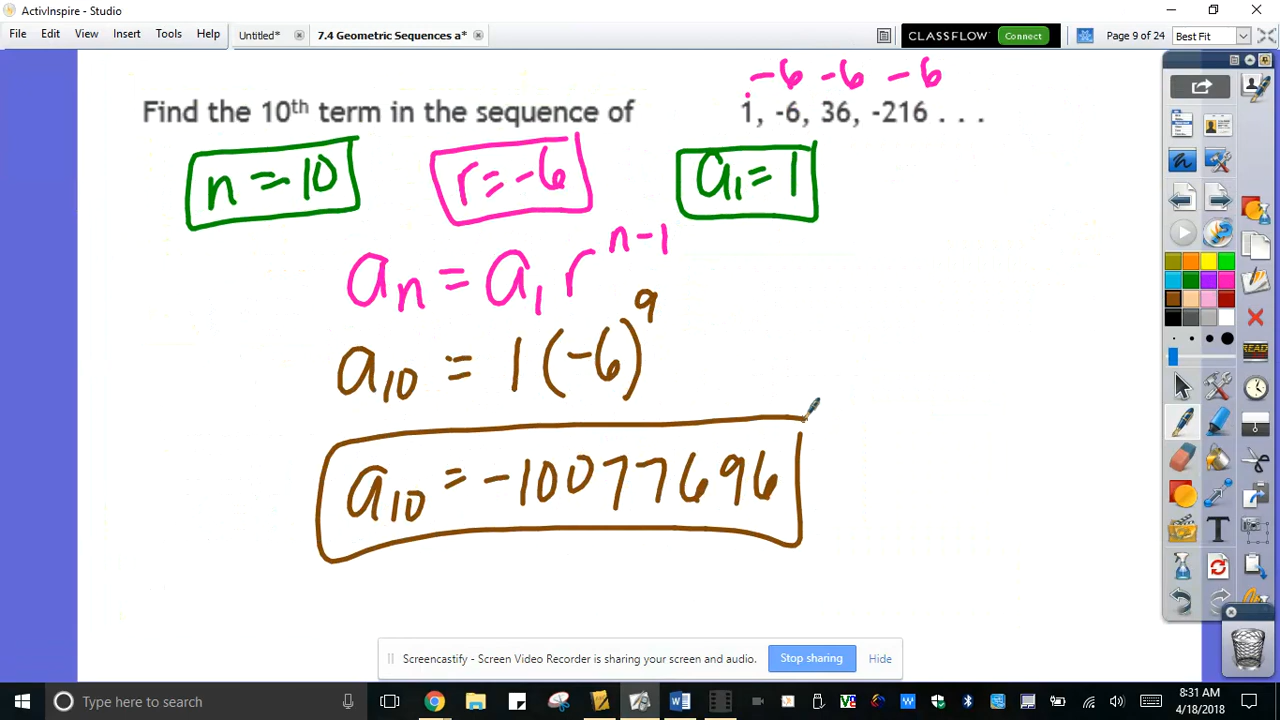 ActivInspire - Studio
File Edit View Insert Tools Help Untitled* 7.4 Geometric Sequences a* CLASSFLOW Connect Page 9 of 24 Best Fit
-6 -6 -6
Find the 10th term in the sequence of 1, -6, 36, -216 . . .
n = 10 r = -6 a1 = 1
an = a1 r^n-1
a10 = 1(-6)^9
a10 = -10077696
READ
T
Screencastify - Screen Video Recorder is sharing your screen and audio. Stop sharing Hide
Type here to search
8:31 AM
4/18/2018